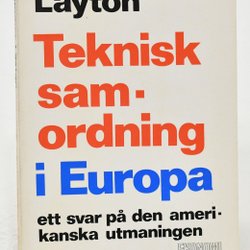 Layton
Teknisk
sam-
ordning
i Europa
ett svar på den ameri-
kanska utmaningen